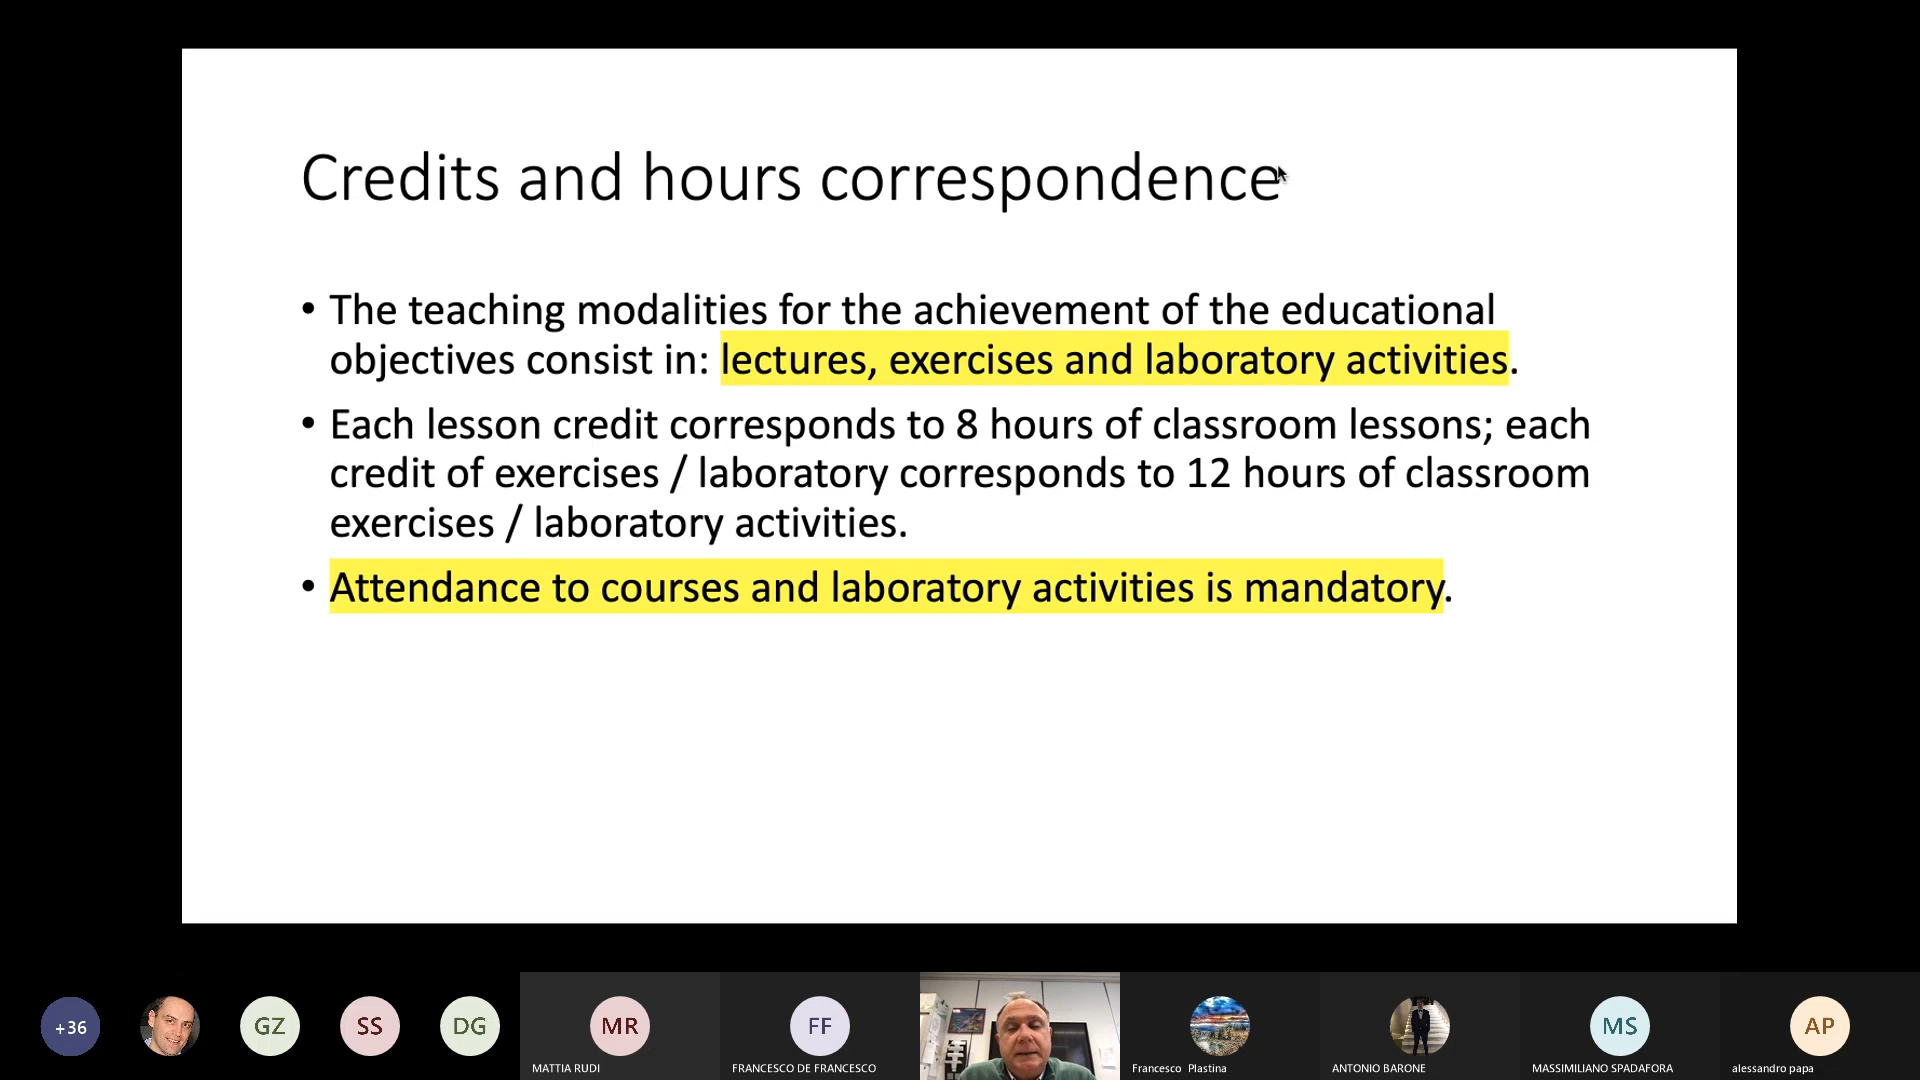 Credits and hours correspondence
• The teaching modalities for the achievement of the educational
objectives consist in: lectures, exercises and laboratory activities.
• Each lesson credit corresponds to 8 hours of classroom lessons; each
credit of exercises / laboratory corresponds to 12 hours of classroom
exercises / laboratory activities.
• Attendance to courses and laboratory activities is mandatory.
+36
GZ
SS
DG
MR
FF
MS
AP
MATTIA RUDI
FRANCESCO DE FRANCESCO
Francesco Plastina
ANTONIO BARONE
MASSIMILIANO SPADAFORA
alessandro papa